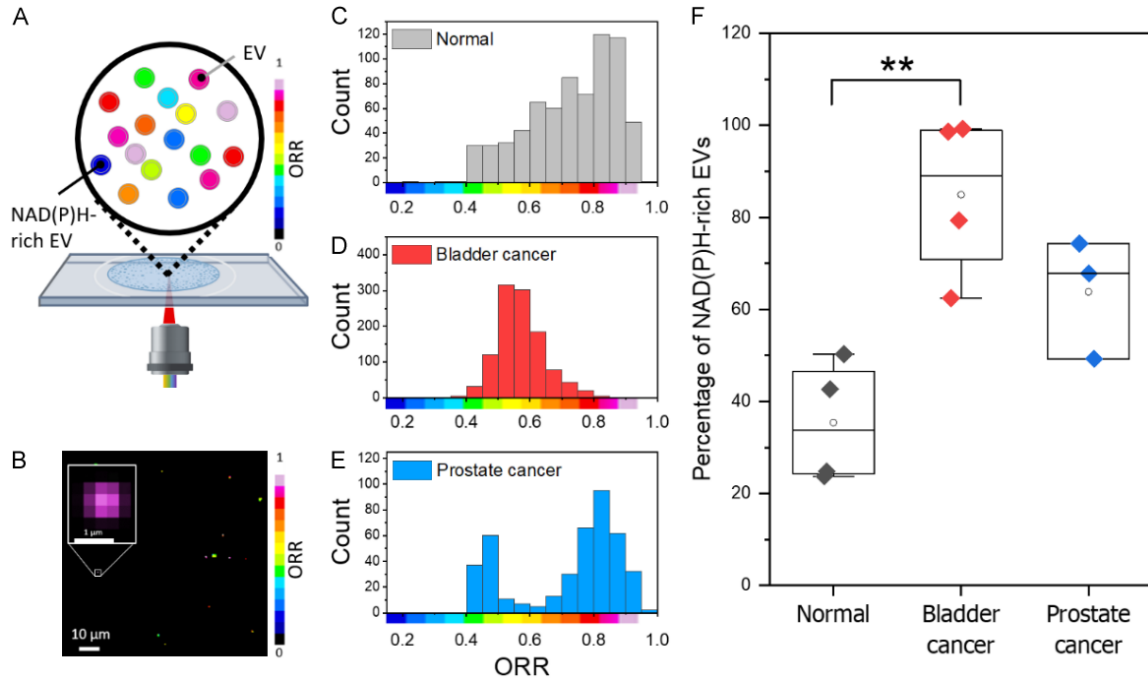 A
EV
1
ORR
0
NAD(P)H-
rich EV
B
1
ORR
0
1 µm
10 µm
C
Normal
Count
120
100
80
60
40
20
0
0.2 0.4 0.6 0.8 1.0
D
Bladder cancer
Count
400
300
200
100
0
0.2 0.4 0.6 0.8 1.0
E
Prostate cancer
Count
120
100
80
60
40
20
0
0.2 0.4 0.6 0.8 1.0
ORR
F
**
Percentage of NAD(P)H-rich EVs
120
100
80
60
40
20
0
Normal
Bladder
cancer
Prostate
cancer